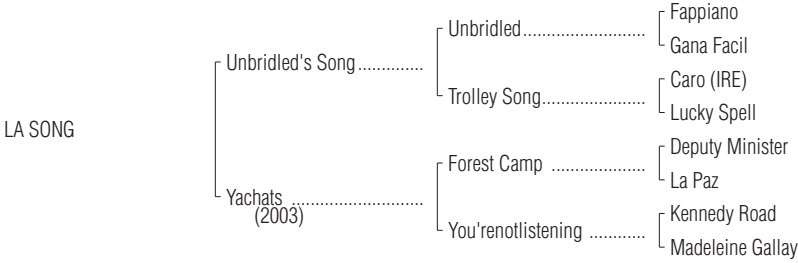 Fappiano
Unbridled..........................
Gana Facil
Unbridled's Song..............
Caro (IRE)
Trolley Song......................
Lucky Spell
LA SONG
Deputy Minister
Forest Camp ....................
La Paz
Yachats ............................
(2003)
Kennedy Road
You'renotlistening ............
Madeleine Gallay